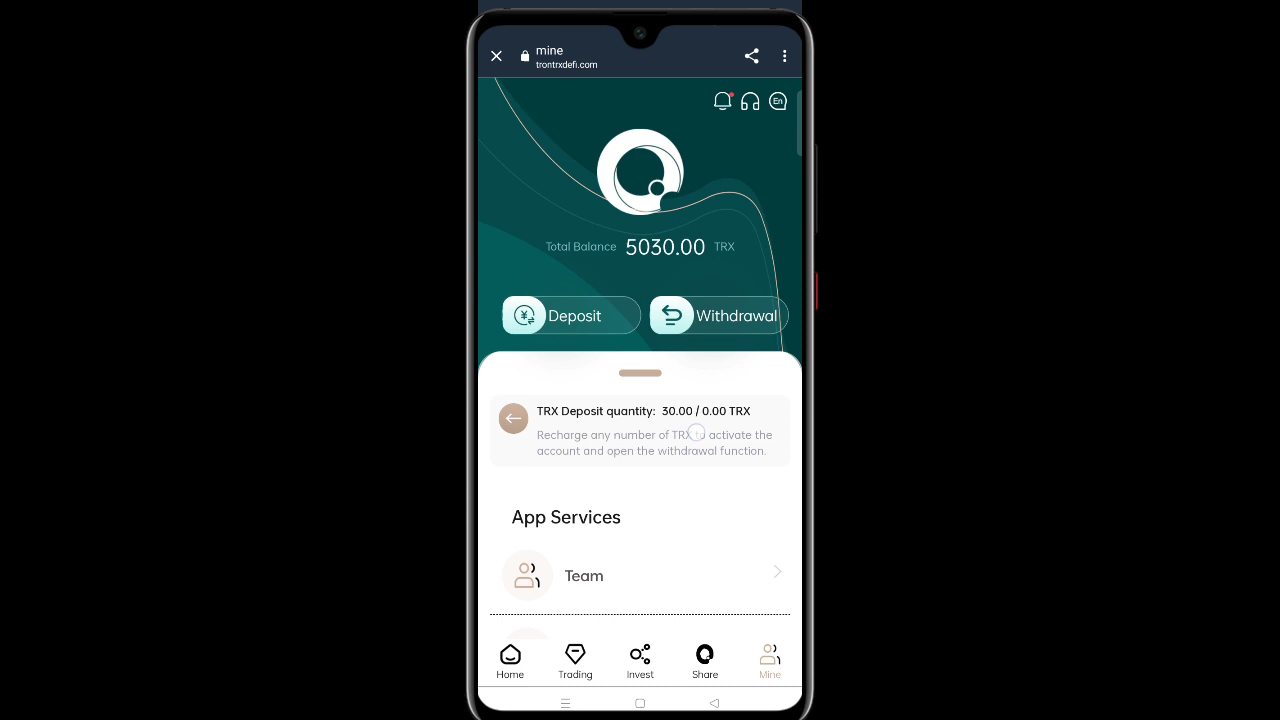 mine
trontrxdefi.com
En
Total Balance 5030.00 TRX
Deposit Withdrawal
TRX Deposit quantity: 30.00 / 0.00 TRX
Recharge any number of TRX to activate the
account and open the withdrawal function.
App Services
Team
Home Trading Invest Share Mine